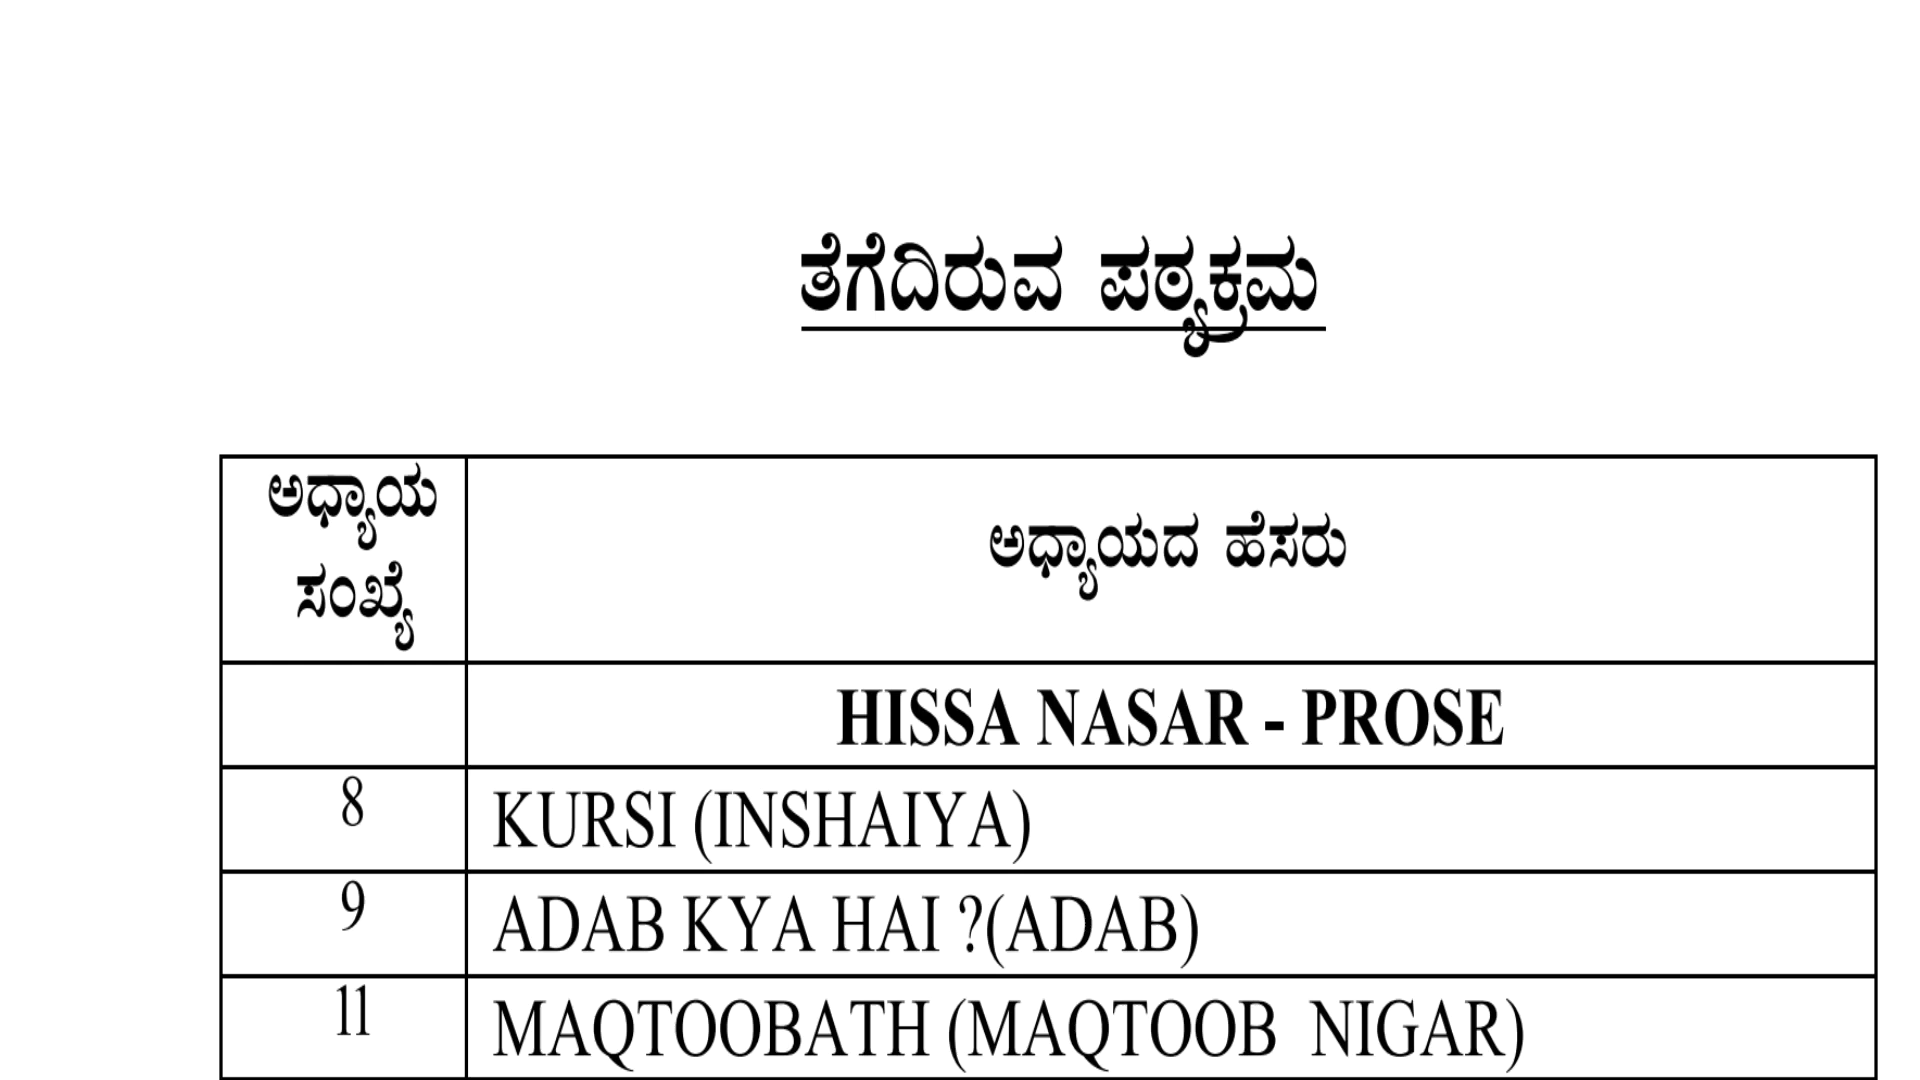 ತೆಗೆದಿರುವ ಪಠ್ಯಕ್ರಮ
ಅಧ್ಯಾಯ
ಸಂಖ್ಯೆ
ಅಧ್ಯಾಯದ ಹೆಸರು
HISSA NASAR - PROSE
8 KURSI (INSHAIYA)
9 ADAB KYA HAI ?(ADAB)
11 MAQTOOBATH (MAQTOOB NIGAR)